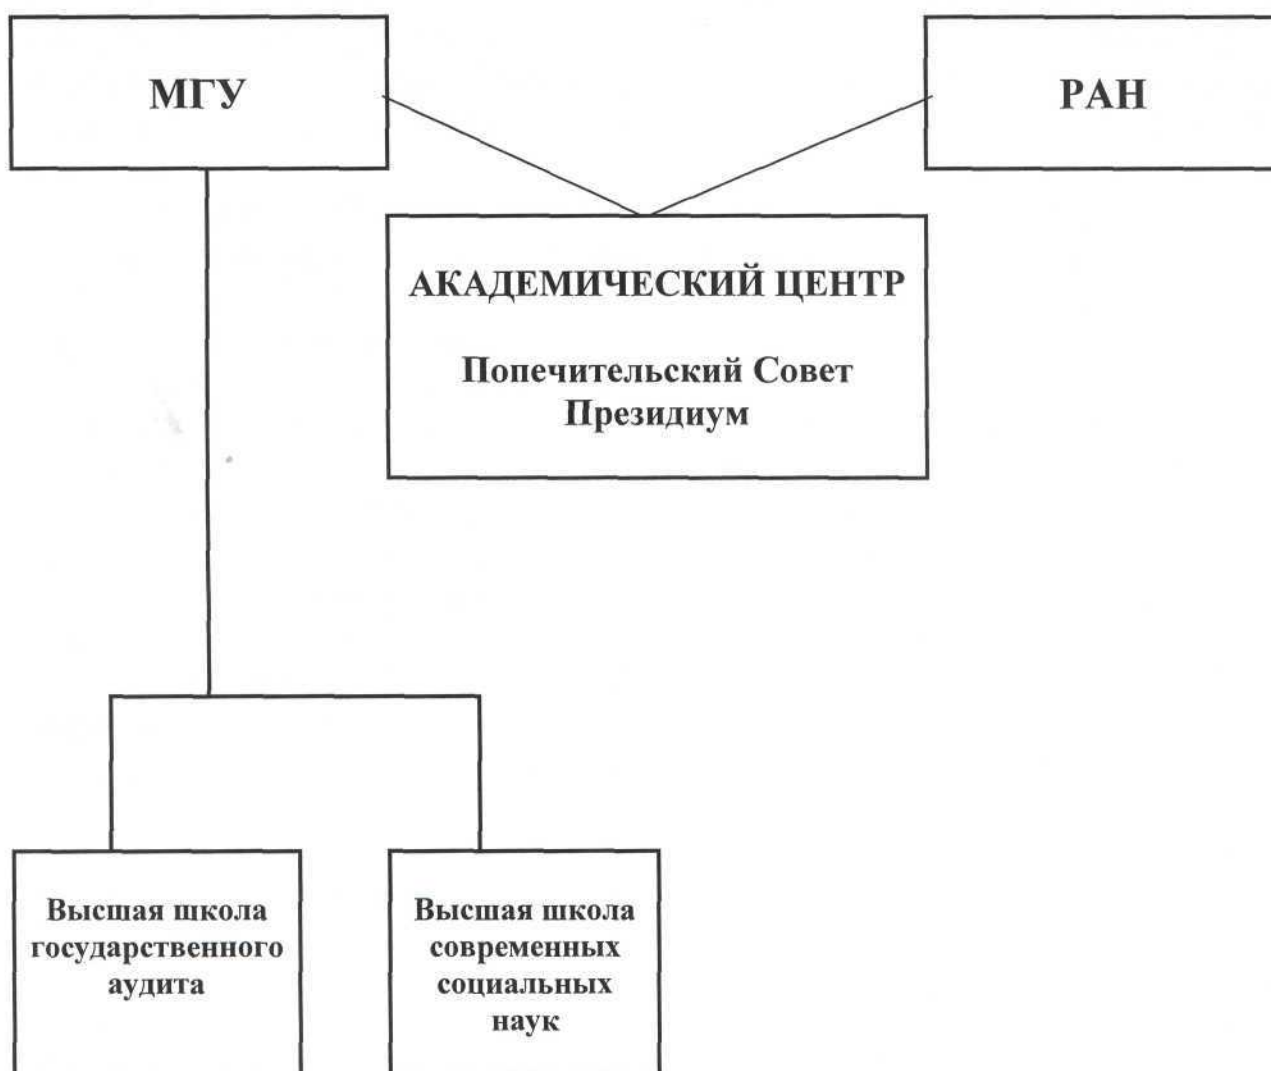 МГУ
РАН
АКАДЕМИЧЕСКИЙ ЦЕНТР
Попечительский Совет
Президиум
Высшая школа
государственного
аудита
Высшая школа
современных
социальных
наук